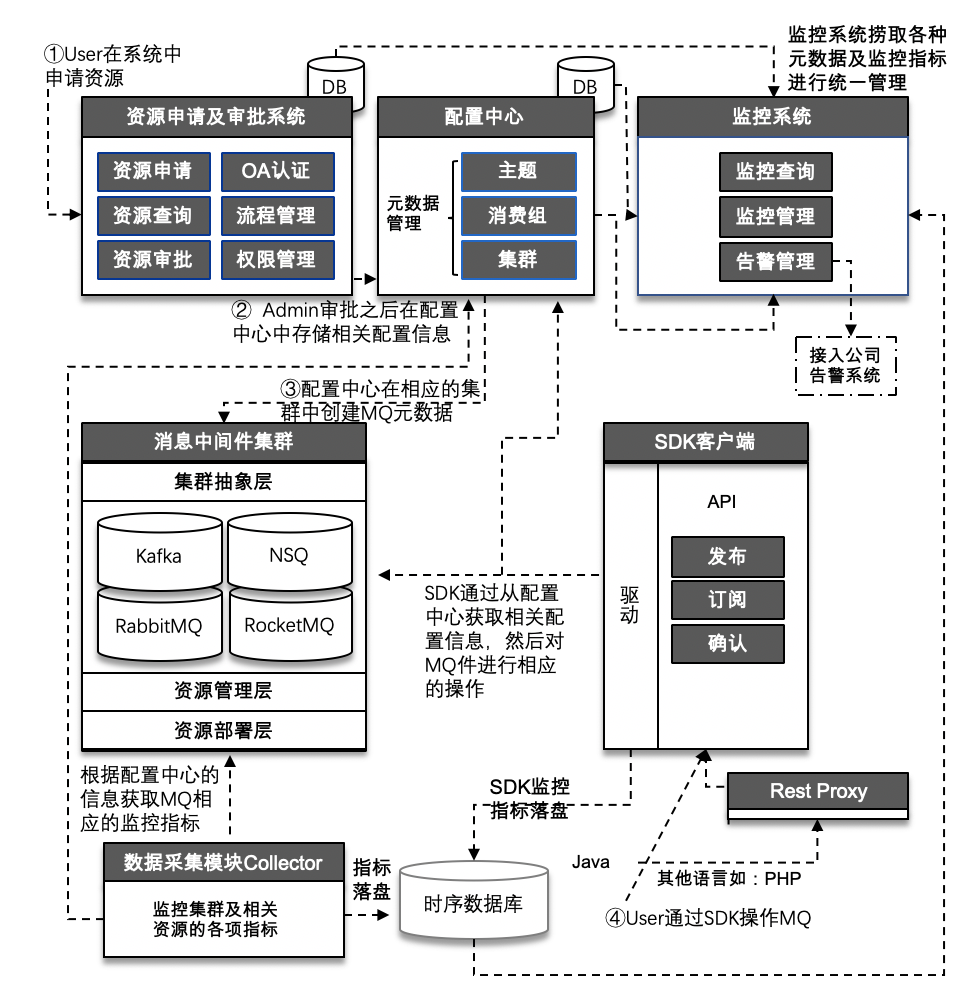 ①User在系统中
申请资源
监控系统捞取各种
元数据及监控指标
进行统一管理
DB
DB
资源申请及审批系统
资源申请
OA认证
资源查询
流程管理
资源审批
权限管理
配置中心
元数据
管理
主题
消费组
集群
监控系统
监控查询
监控管理
告警管理
接入公司
告警系统
② Admin审批之后在配置
中心中存储相关配置信息
③配置中心在相应的集
群中创建MQ元数据
消息中间件集群
集群抽象层
Kafka
NSQ
RabbitMQ
RocketMQ
资源管理层
资源部署层
SDK通过从配置
中心获取相关配
置信息，然后对
MQ件进行相应
的操作
SDK客户端
驱
动
API
发布
订阅
确认
根据配置中心的
信息获取MQ相
应的监控指标
SDK监控
指标落盘
Rest Proxy
数据采集模块Collector
监控集群及相关
资源的各项指标
指标
落盘
时序数据库
Java
其他语言如：PHP
④User通过SDK操作MQ